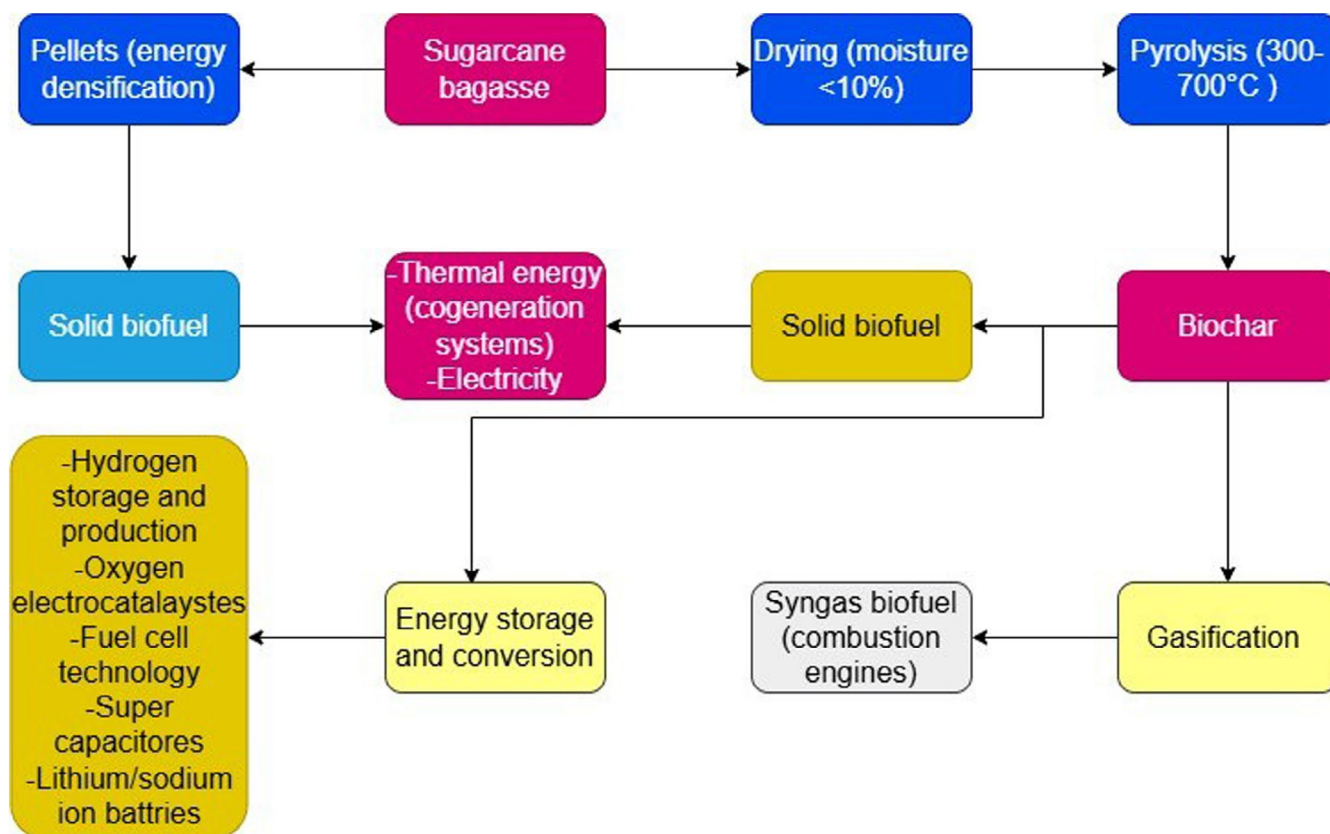 Pellets (energy
densification)
Sugarcane
bagasse
Drying (moisture
<10%)
Pyrolysis (300-
700°C )
Solid biofuel
-Thermal energy
(cogeneration
systems)
-Electricity
Solid biofuel
Biochar
-Hydrogen
storage and
production
-Oxygen
electrocatalaystes
-Fuel cell
technology
-Super
capacitores
-Lithium/sodium
ion battries
Energy storage
and conversion
Syngas biofuel
(combustion
engines)
Gasification